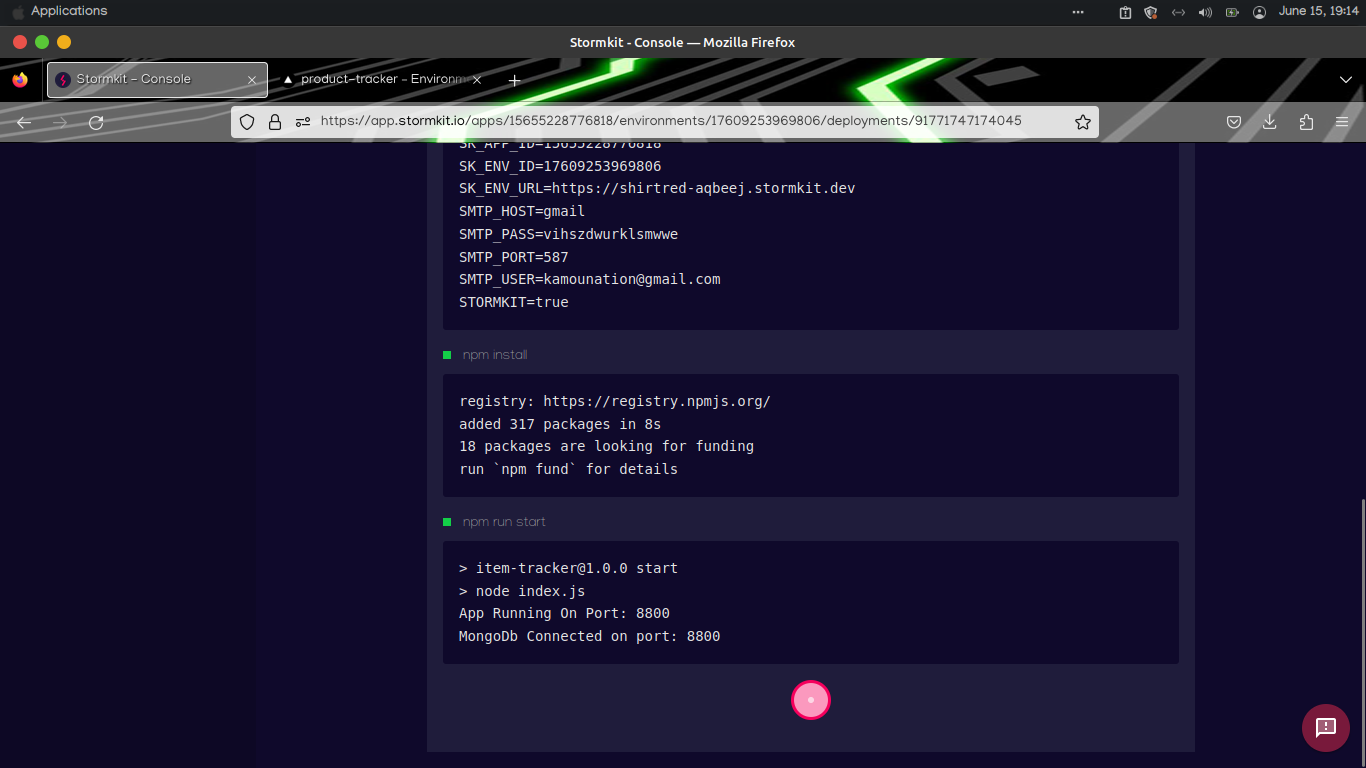 Applications
June 15, 19:14
Stormkit - Console — Mozilla Firefox
Stormkit - Console
product-tracker - Environm
https://app.stormkit.io/apps/15655228776818/environments/17609253969806/deployments/91771747174045
SK_APP_ID=15655228776818
SK_ENV_ID=17609253969806
SK_ENV_URL=https://shirtred-aqbeej.stormkit.dev
SMTP_HOST=gmail
SMTP_PASS=vihszdwurklsmwwe
SMTP_PORT=587
SMTP_USER=kamounation@gmail.com
STORMKIT=true
npm install
registry: https://registry.npmjs.org/
added 317 packages in 8s
18 packages are looking for funding
run `npm fund` for details
npm run start
> item-tracker@1.0.0 start
> node index.js
App Running On Port: 8800
MongoDb Connected on port: 8800